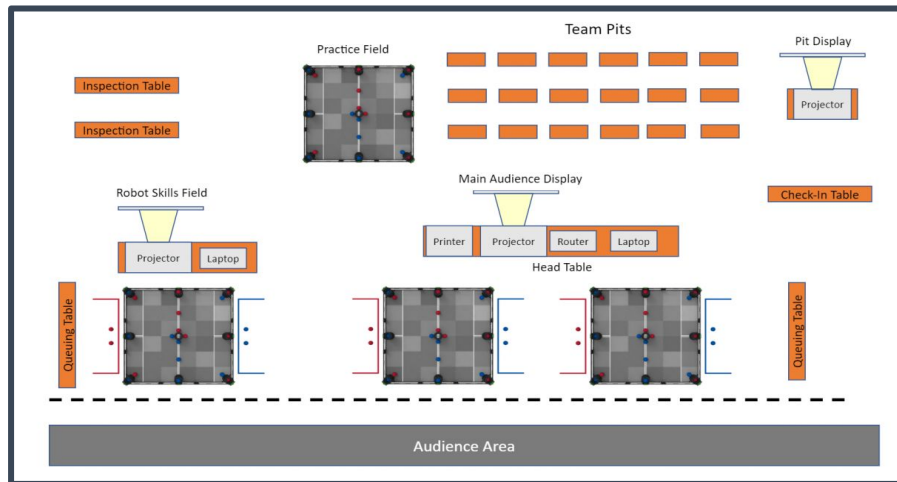 Team Pits
Practice Field
Pit Display
Inspection Table
Projector
Inspection Table
Main Audience Display
Robot Skills Field
Check-In Table
Printer
Projector
Router
Laptop
Projector
Laptop
Head Table
Queuing Table
Queuing Table
Audience Area